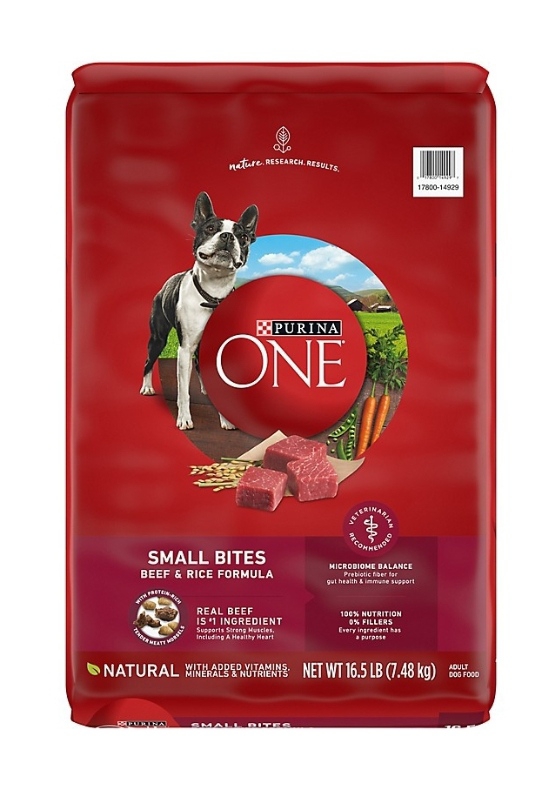 nature. RESEARCH. RESULTS.
17800-14929
PURINA
ONE
VETERINARIAN RECOMMENDED
SMALL BITES
BEEF & RICE FORMULA
MICROBIOME BALANCE
Prebiotic fiber for
gut health & immune support
WITH PROTEIN-RICH
TENDER MEATY MORSELS
REAL BEEF
IS #1 INGREDIENT
Supports Strong Muscles,
Including A Healthy Heart
100% NUTRITION
0% FILLERS
Every ingredient has
a purpose
NATURAL WITH ADDED VITAMINS,
MINERALS & NUTRIENTS
NET WT 16.5 LB (7.48 kg)
ADULT
DOG FOOD
PURINA
SMALL BITES